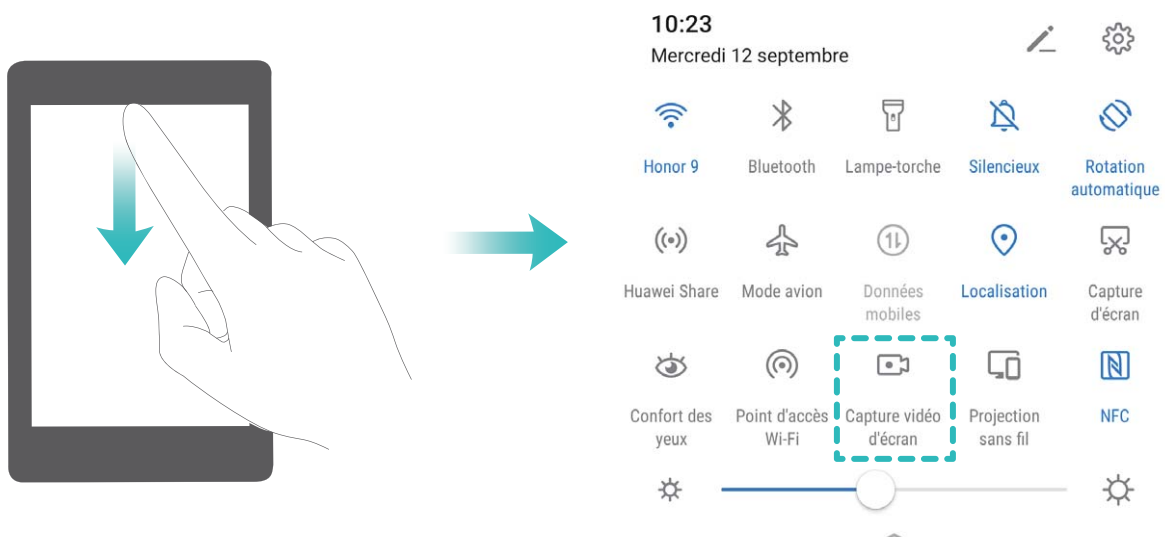 10:23
Mercredi 12 septembre
Honor 9
Bluetooth
Lampe-torche
Silencieux
Rotation
automatique
Huawei Share
Mode avion
Données
mobiles
Localisation
Capture
d'écran
Confort des
yeux
Point d'accès
Wi-Fi
Capture vidéo
d'écran
Projection
sans fil
NFC